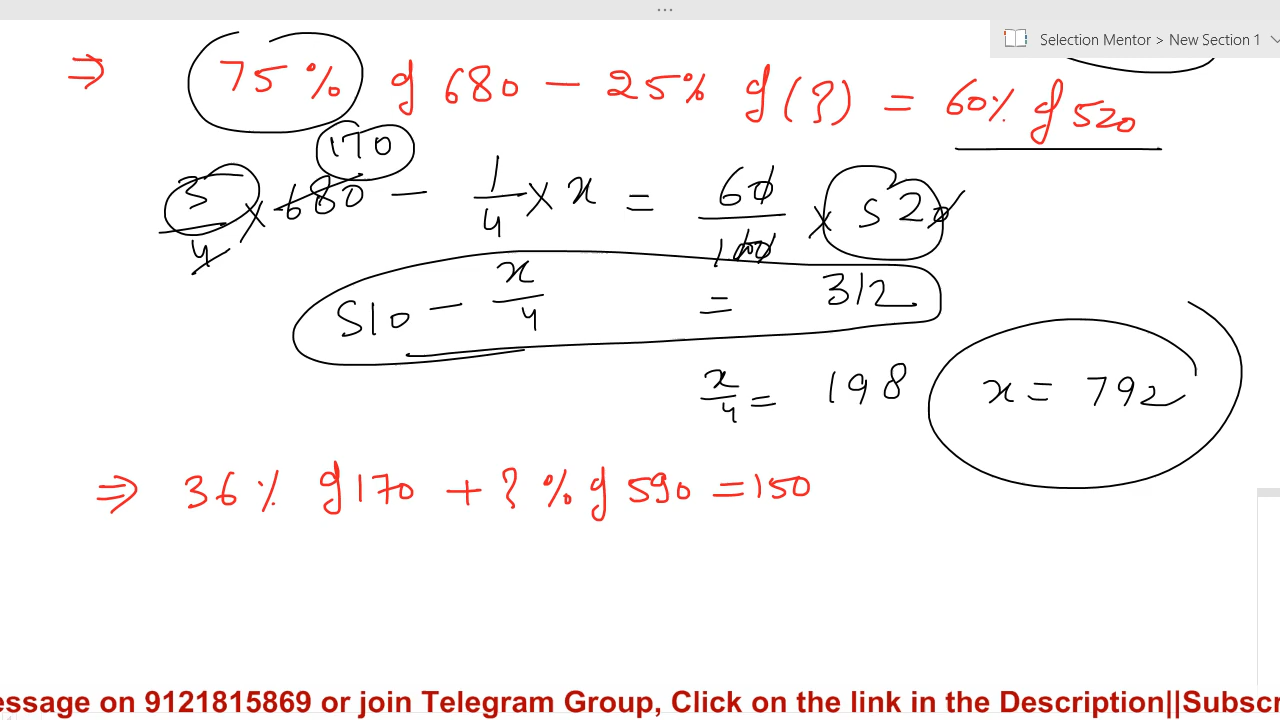 ...
Selection Mentor > New Section 1
⇒ 75% of 680 - 25% of (?) = 60% of 520
170
3/4 × 680 - 1/4 × x = 60/100 × 520
510 - x/4 = 312
x/4 = 198
x = 792
⇒ 36% of 170 + ?% of 590 = 150
essage on 9121815869 or join Telegram Group, Click on the link in the Description||Subscr